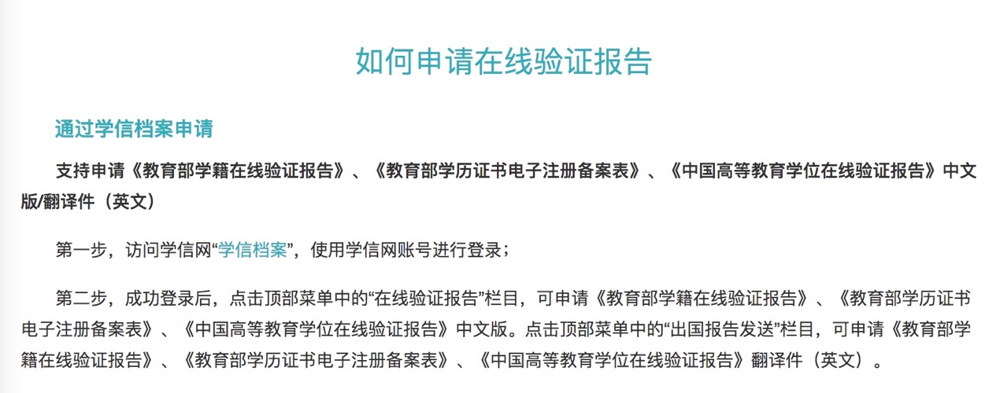 如何申请在线验证报告
通过学信档案申请
支持申请《教育部学籍在线验证报告》、《教育部学历证书电子注册备案表》、《中国高等教育学位在线验证报告》中文
版/翻译件（英文）
第一步，访问学信网“学信档案”，使用学信网账号进行登录；
第二步，成功登录后，点击顶部菜单中的“在线验证报告”栏目，可申请《教育部学籍在线验证报告》、《教育部学历证书
电子注册备案表》、《中国高等教育学位在线验证报告》中文版。点击顶部菜单中的“出国报告发送”栏目，可申请《教育部学
籍在线验证报告》、《教育部学历证书电子注册备案表》、《中国高等教育学位在线验证报告》翻译件（英文）。